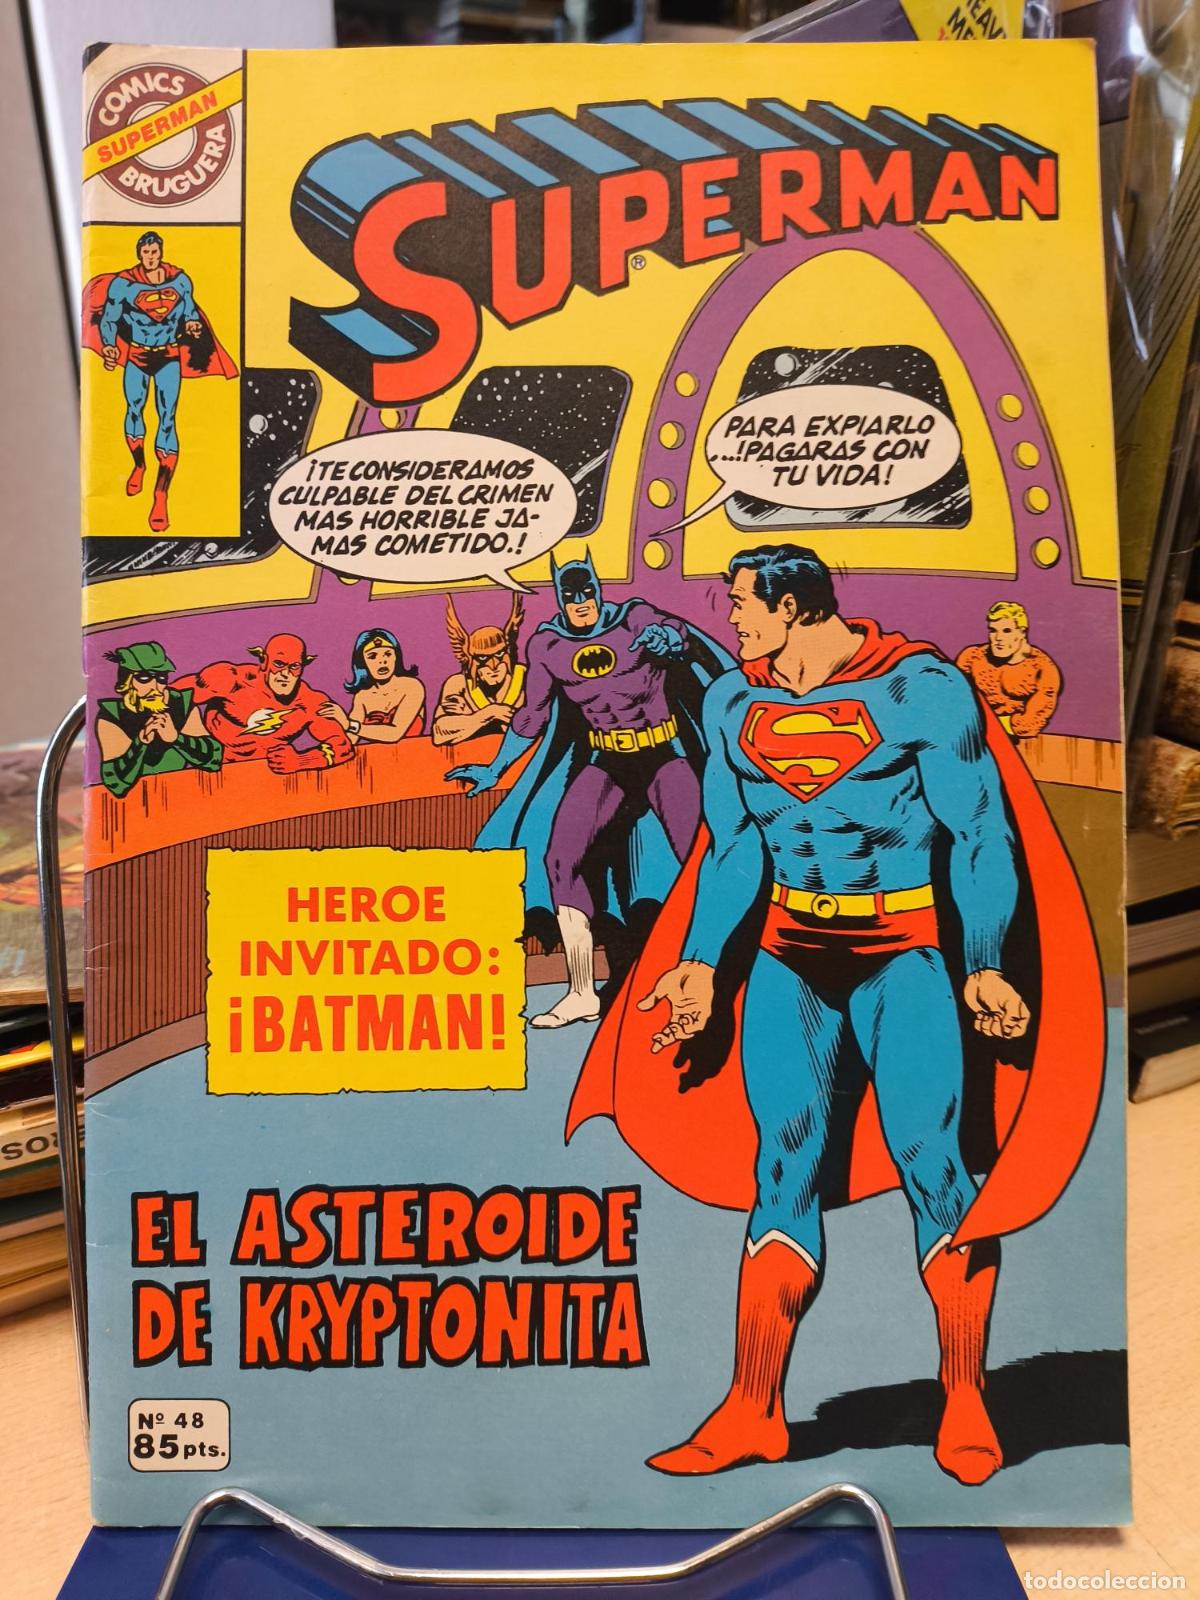 COMICS
SUPERMAN
BRUGUERA
SUPERMAN
®
¡TE CONSIDERAMOS
CULPABLE DEL CRIMEN
MAS HORRIBLE JA-
MAS COMETIDO.!
PARA EXPIARLO
...!PAGARAS CON
TU VIDA!
HEROE
INVITADO:
¡BATMAN!
EL ASTEROIDE
DE KRYPTONITA
Nº 48
85 pts.
todocoleccion